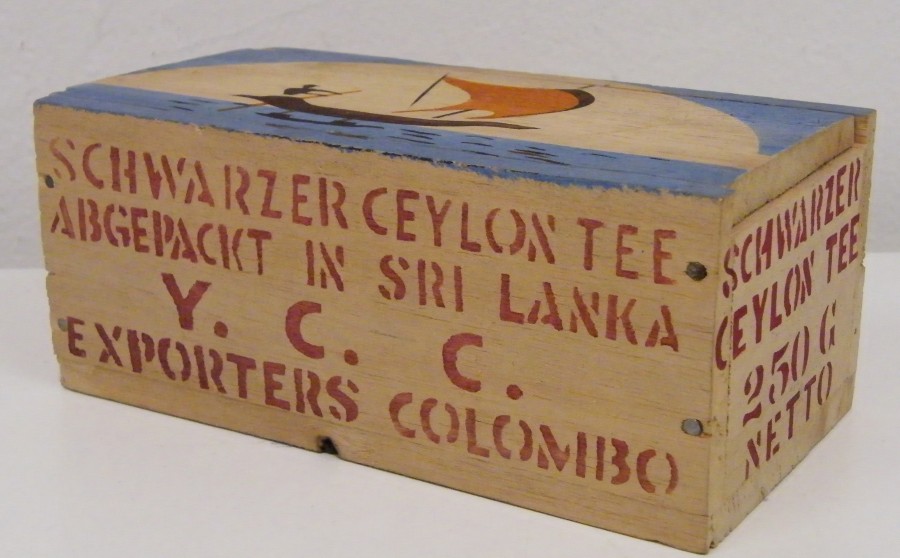 SCHWARZER CEYLON TEE
ABGEPACKT IN SRI LANKA
Y. C. C.
EXPORTERS COLOMBO
SCHWARZER
CEYLON TEE
250 G
NETTO